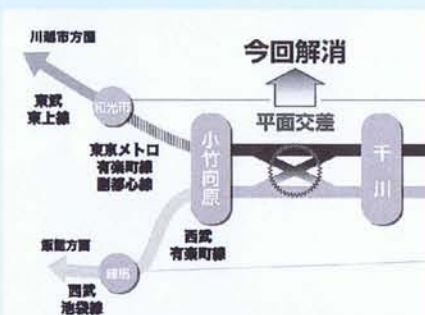 川越市方面
今回解消
東武
東上線
和光市
平面交差
東京メトロ
有楽町線
副都心線
小竹向原
千川
西武
有楽町線
飯能方面
練馬
西武
池袋線